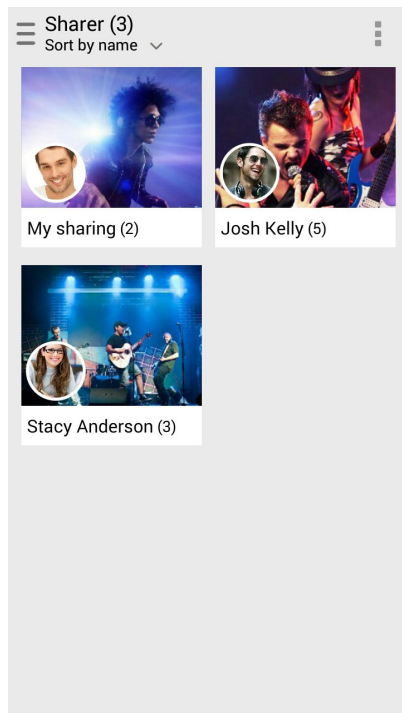 Sharer (3)
Sort by name
My sharing (2)
Josh Kelly (5)
Stacy Anderson (3)